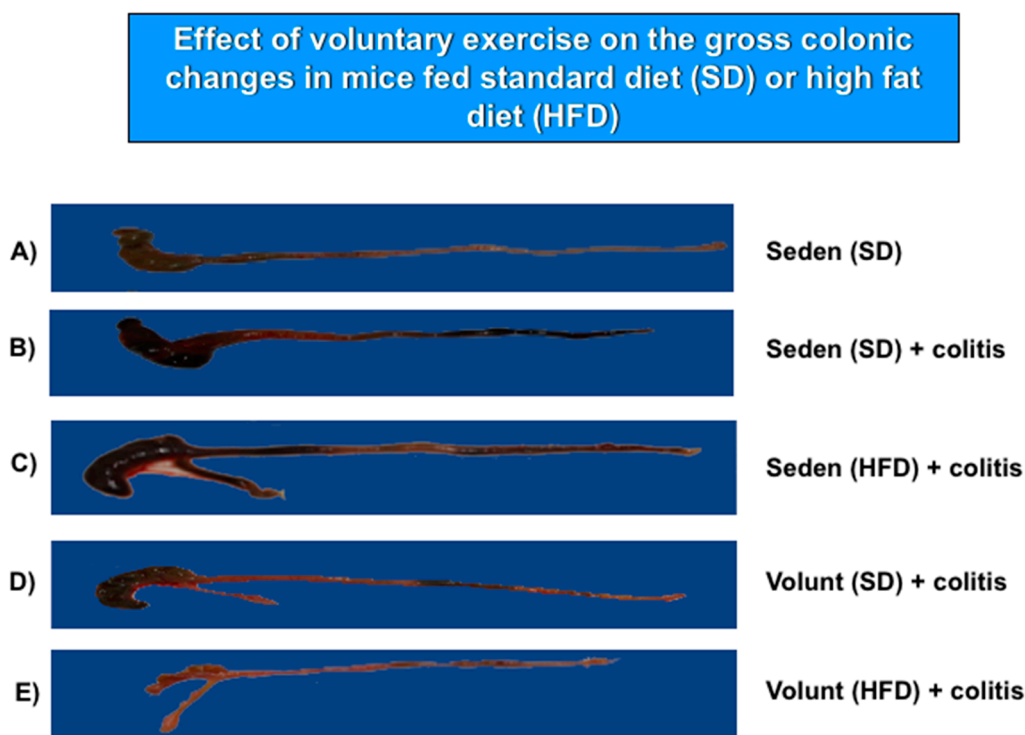 Effect of voluntary exercise on the gross colonic
changes in mice fed standard diet (SD) or high fat
diet (HFD)
A) Seden (SD)
B) Seden (SD) + colitis
C) Seden (HFD) + colitis
D) Volunt (SD) + colitis
E) Volunt (HFD) + colitis